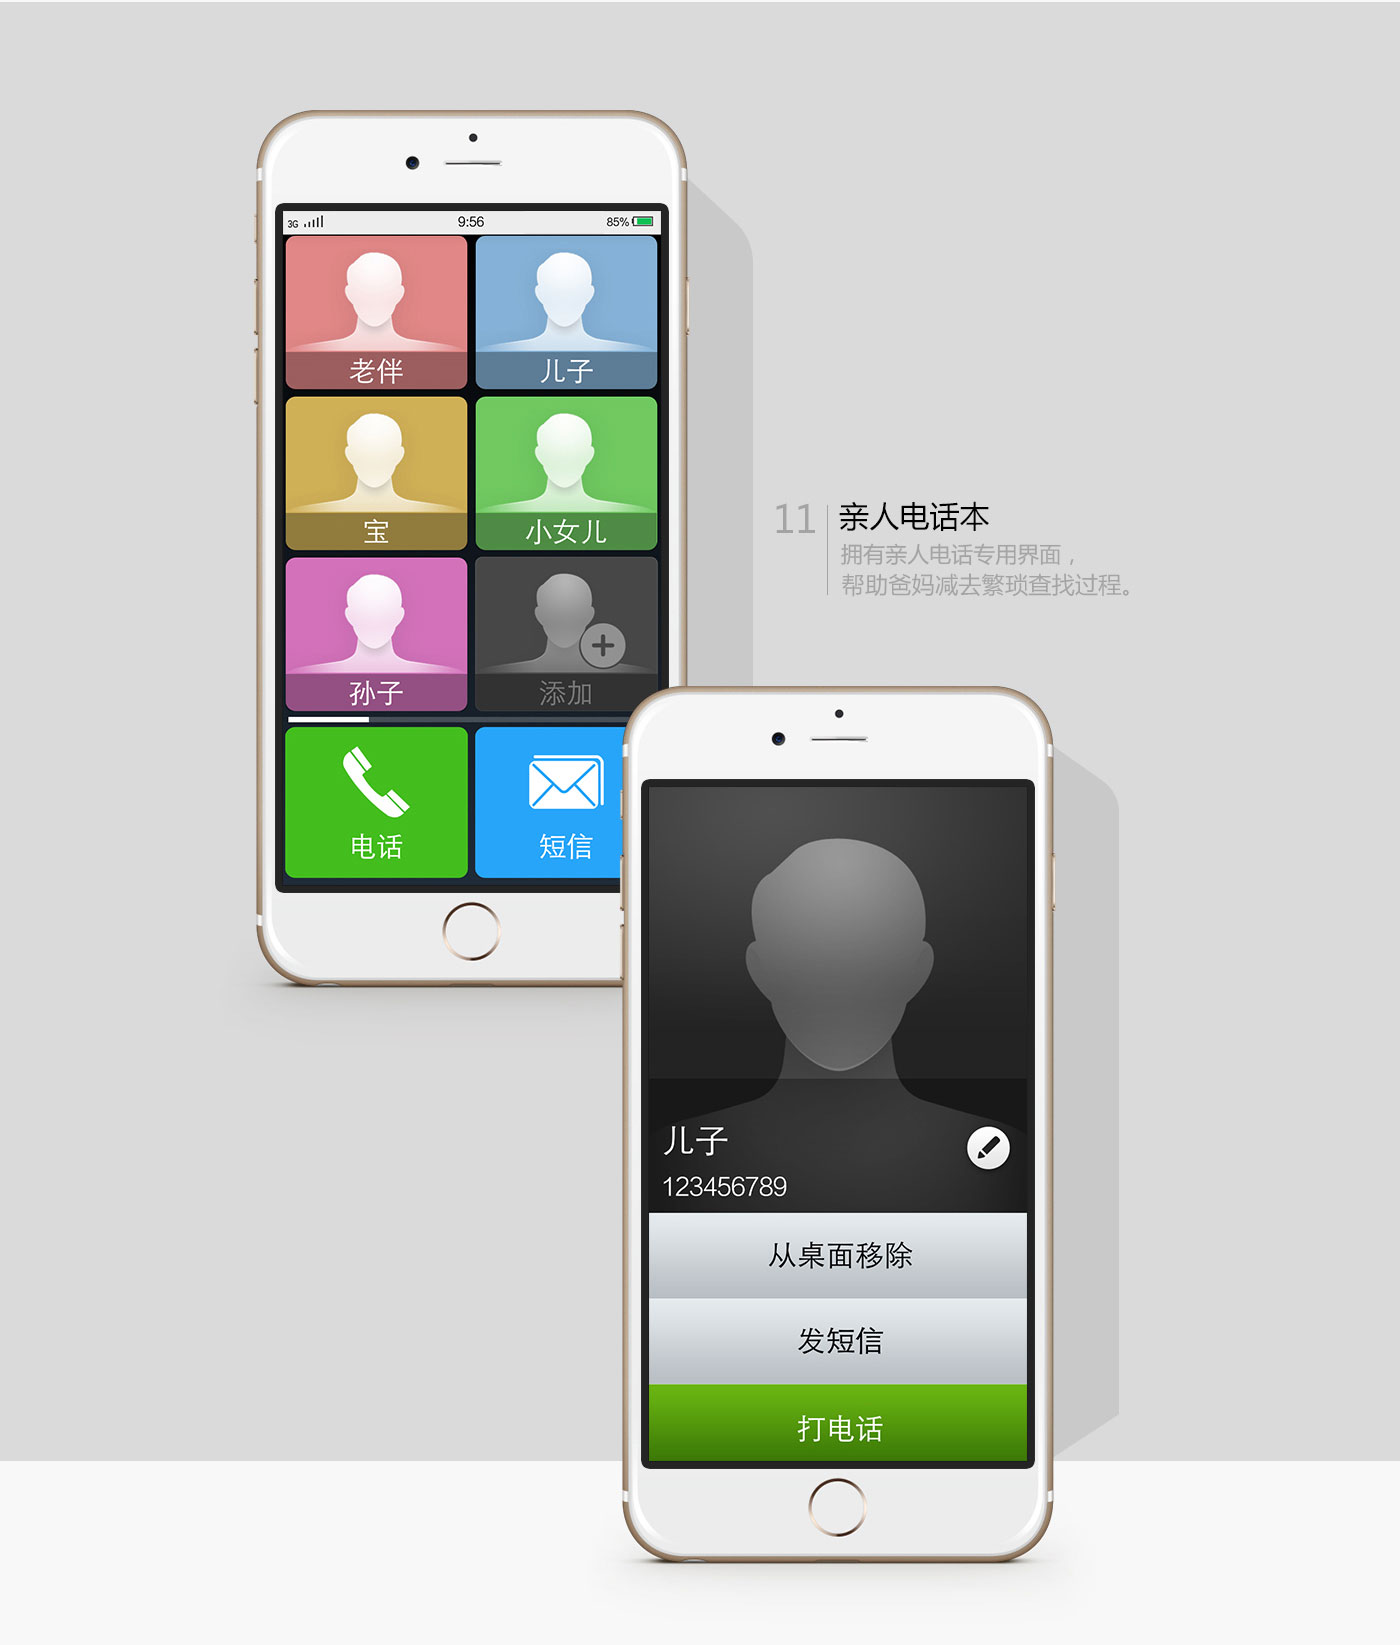 3G
9:56
85%
老伴
儿子
宝
小女儿
孙子
添加
电话
短信
11
亲人电话本
拥有亲人电话专用界面，
帮助爸妈减去繁琐查找过程。
儿子
123456789
从桌面移除
发短信
打电话